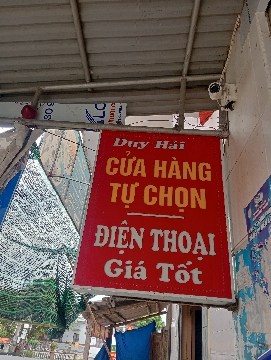 Duy Hải
CỬA HÀNG
TỰ CHỌN
ĐIỆN THOẠI
Giá Tốt